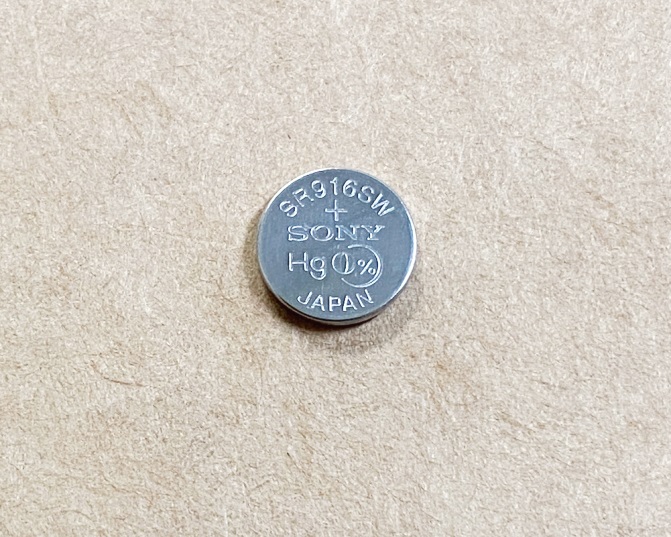 SR916SW
+
SONY
Hg 0%
JAPAN